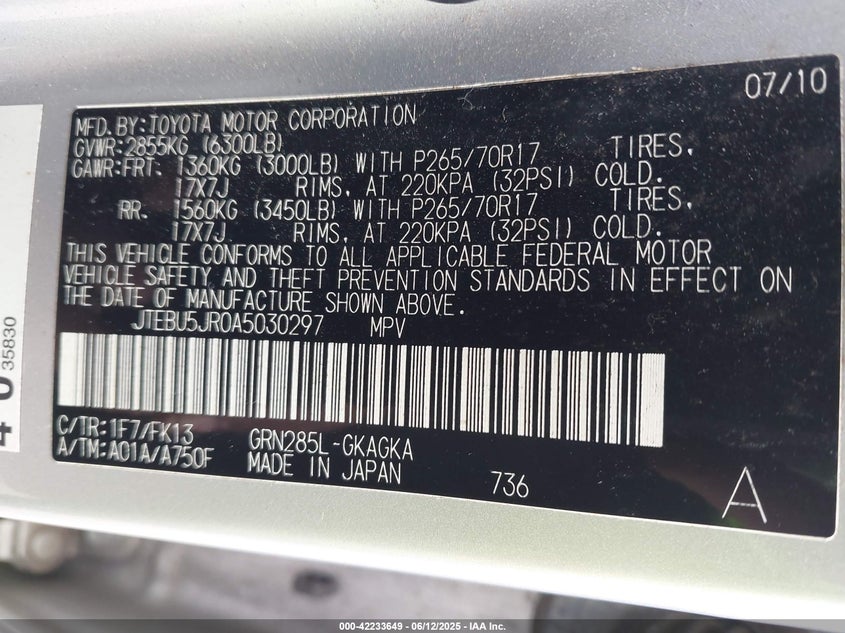 07/10
MFD.BY:TOYOTA MOTOR CORPORATION
GVWR:2855KG (6300LB)
GAWR:FRT. 1360KG (3000LB) WITH P265/70R17 TIRES,
17X7J RIMS, AT 220KPA (32PSI) COLD.
RR. 1560KG (3450LB) WITH P265/70R17 TIRES,
17X7J RIMS, AT 220KPA (32PSI) COLD.
THIS VEHICLE CONFORMS TO ALL APPLICABLE FEDERAL MOTOR
VEHICLE SAFETY AND THEFT PREVENTION STANDARDS IN EFFECT ON
THE DATE OF MANUFACTURE SHOWN ABOVE.
JTEBU5JR0A5030297 MPV
C/TR:1F7/FK13 GRN285L-GKAGKA
A/TM:A01A/A750F MADE IN JAPAN
736
A
35830
000-42233649 - 06/12/2025 - IAA Inc.